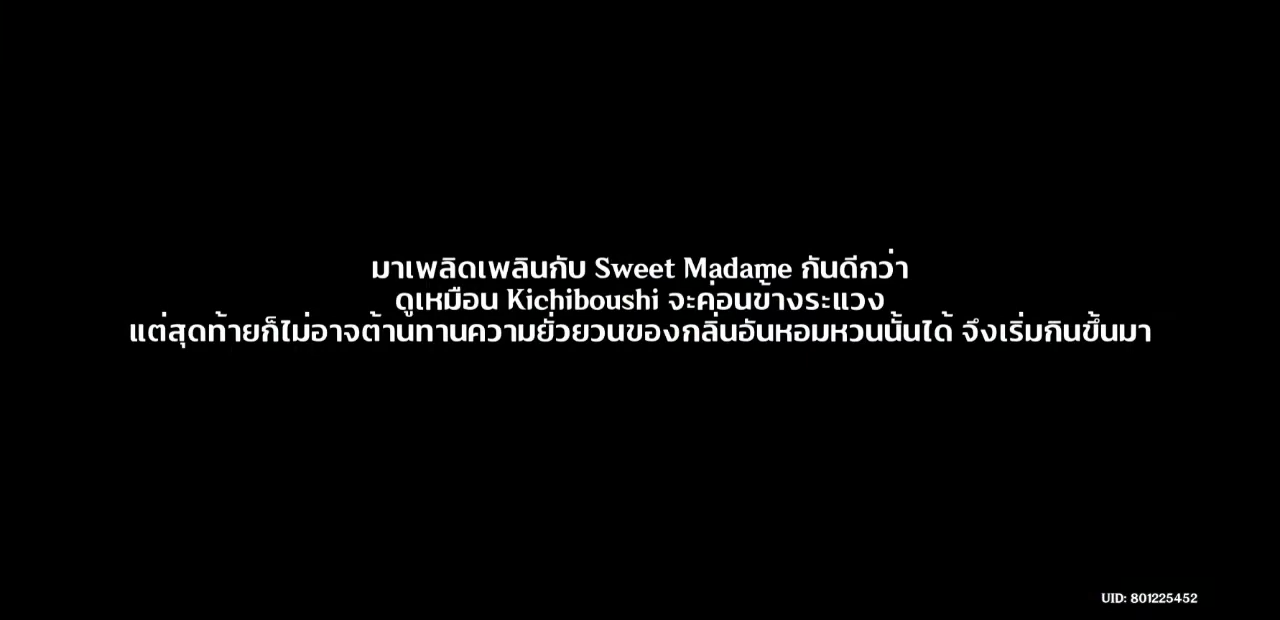 มาเพลิดเพลินกับ Sweet Madame กันดีกว่า
ดูเหมือน Kichiboushi จะค่อนข้างระแวง
แต่สุดท้ายก็ไม่อาจต้านทานความยั่วยวนของกลิ่นอันหอมหวนนั้นได้ จึงเริ่มกินขึ้นมา
UID: 801225452